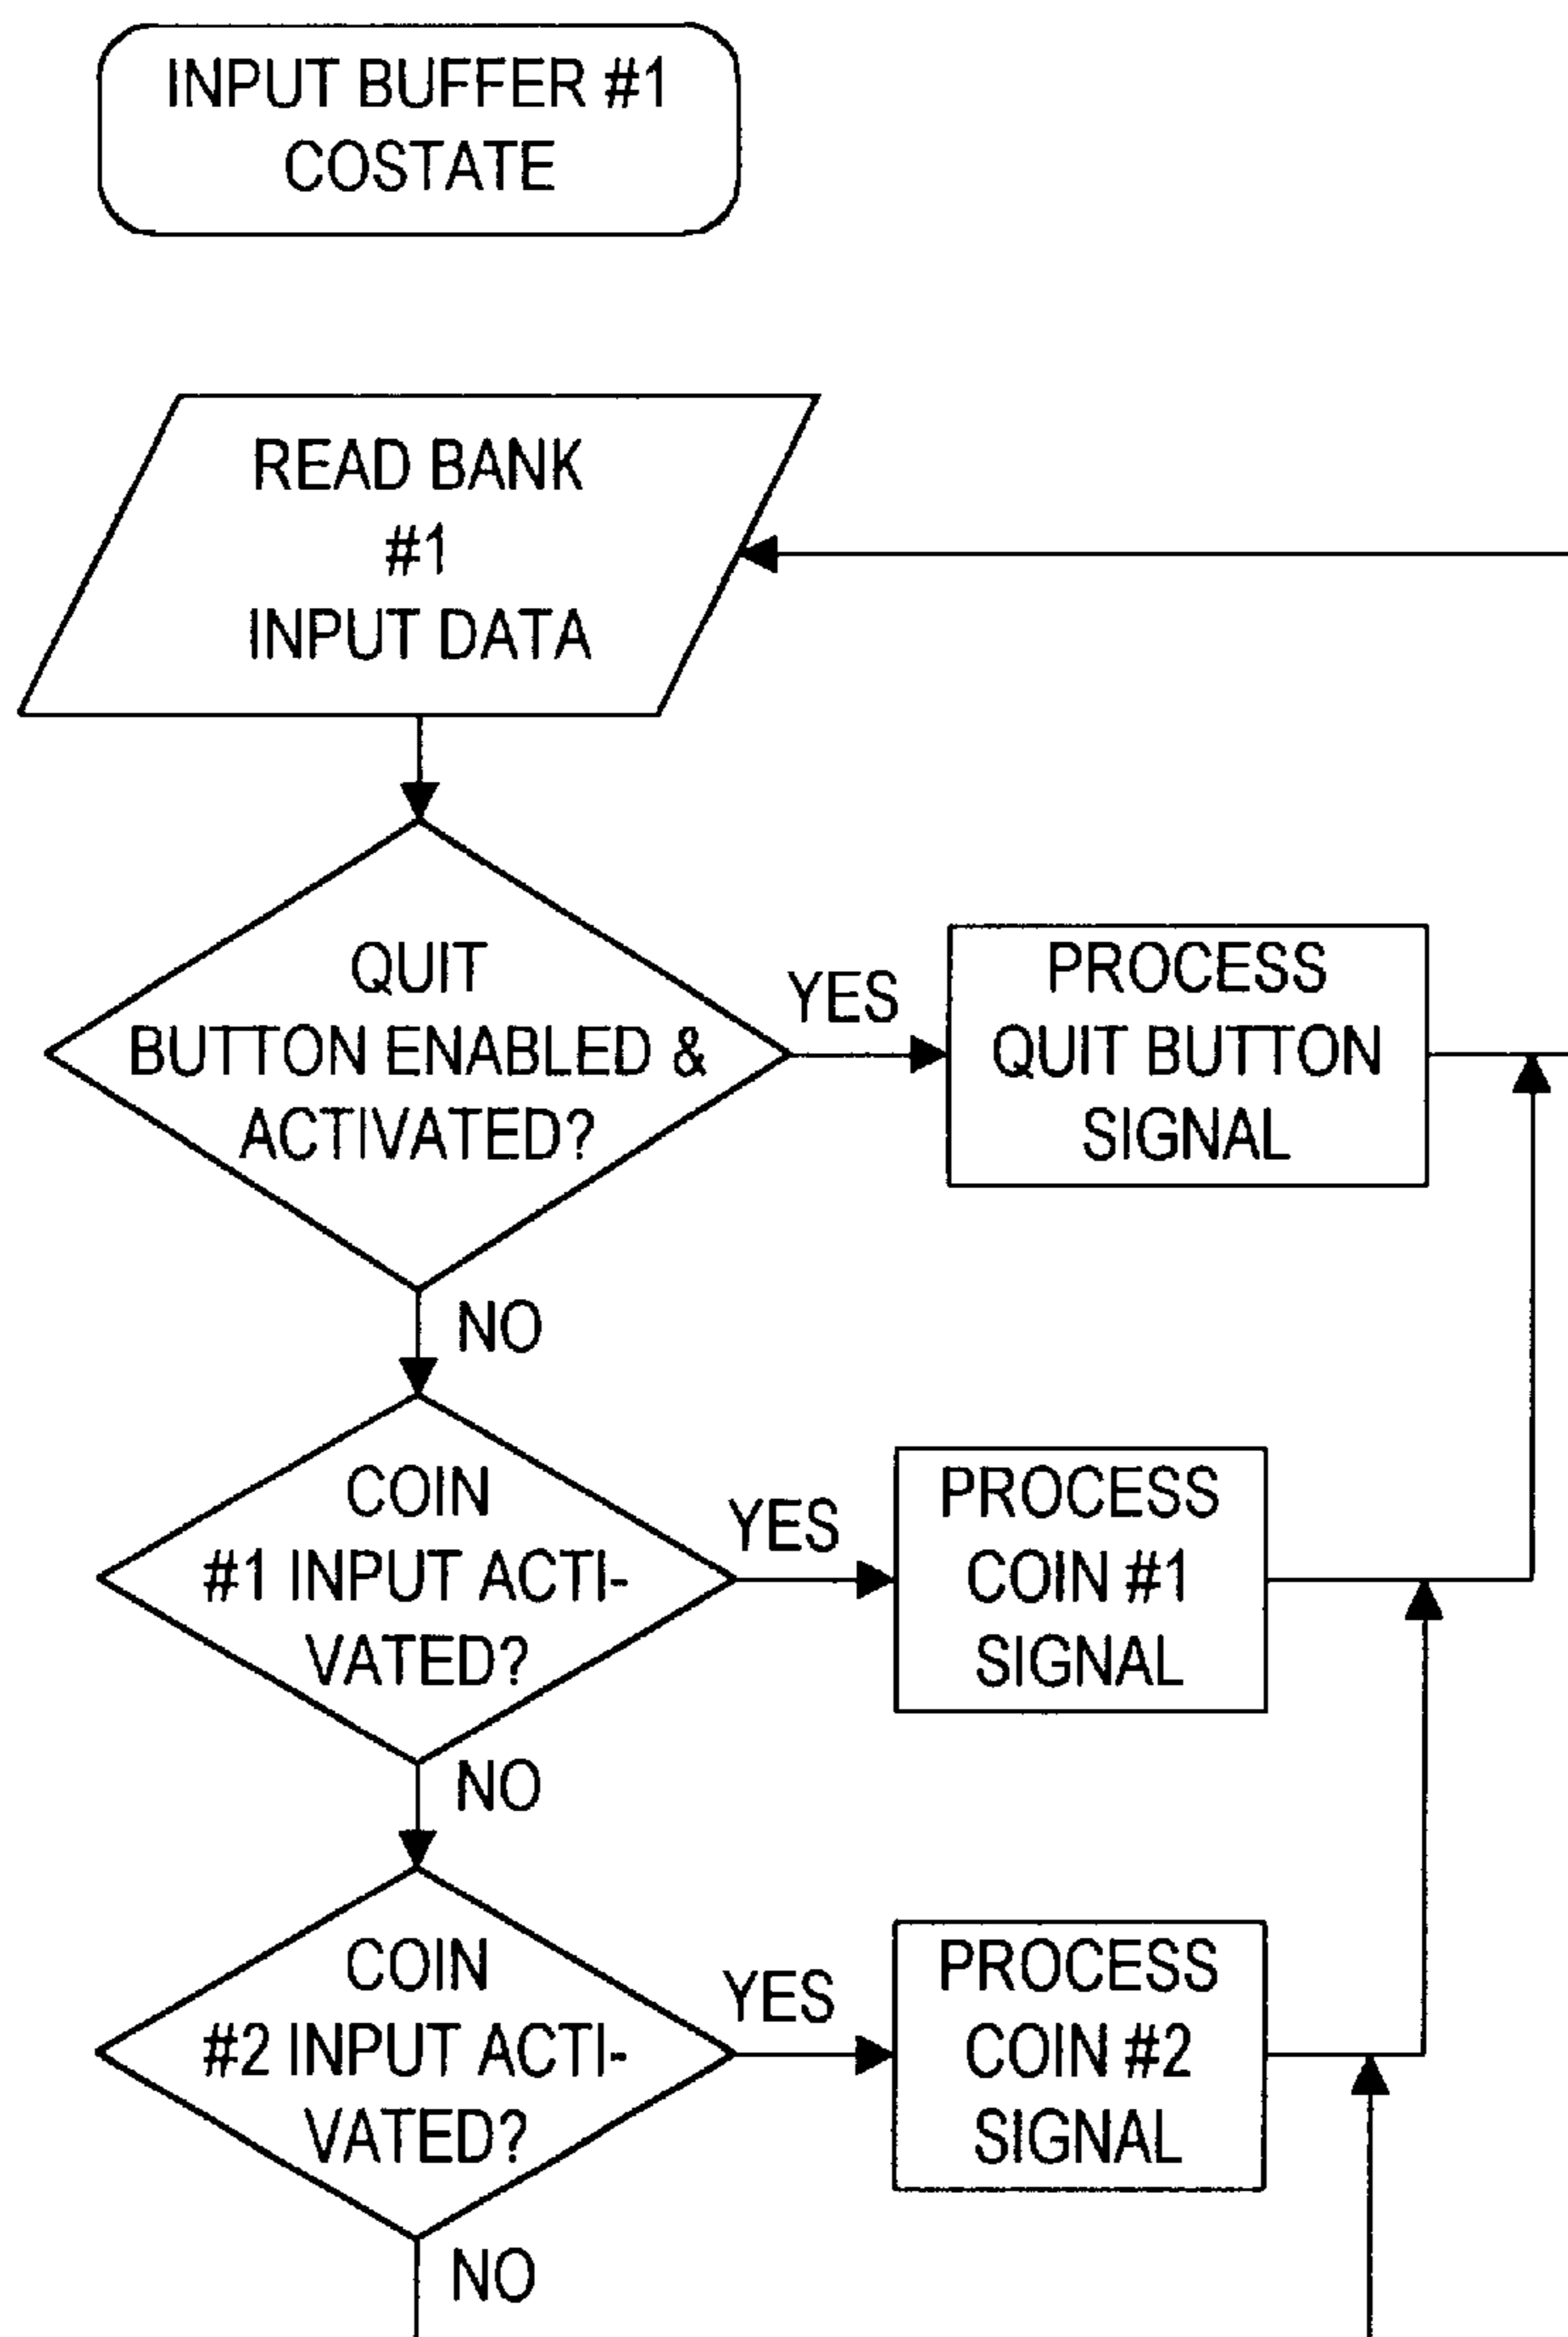 INPUT BUFFER #1
COSTATE
READ BANK
#1
INPUT DATA
QUIT
BUTTON ENABLED &
ACTIVATED?
YES
PROCESS
QUIT BUTTON
SIGNAL
NO
COIN
#1 INPUT ACTI-
VATED?
YES
PROCESS
COIN #1
SIGNAL
NO
COIN
#2 INPUT ACTI-
VATED?
YES
PROCESS
COIN #2
SIGNAL
NO